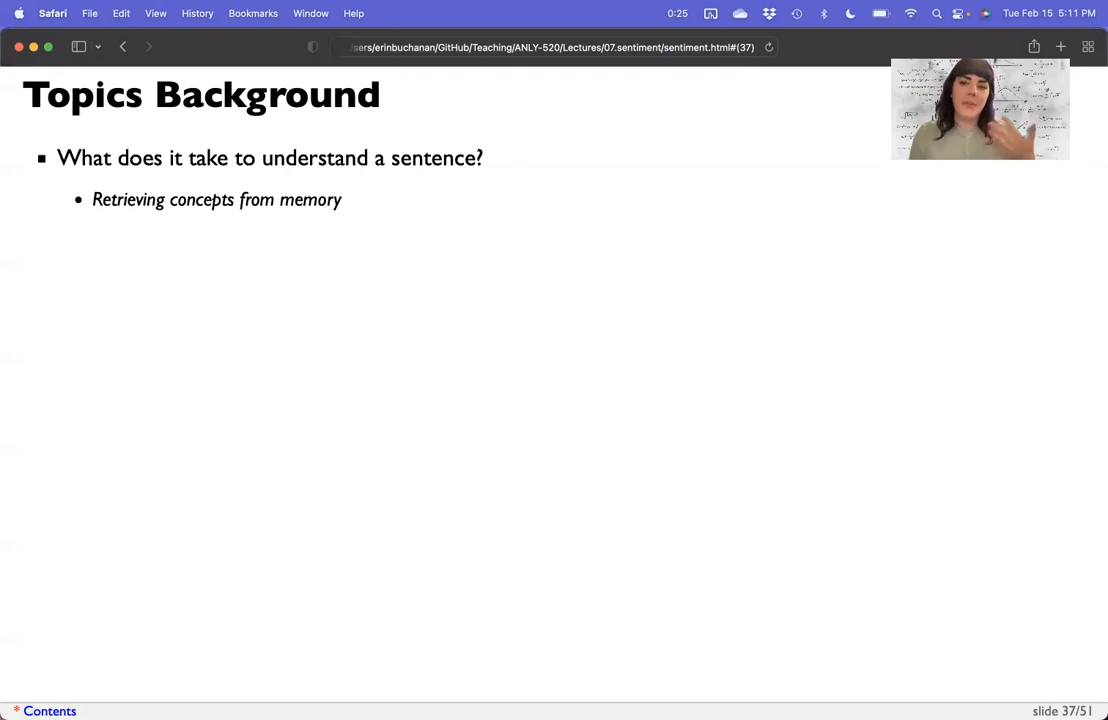 Safari File Edit View History Bookmarks Window Help 0:25 Tue Feb 15 5:11 PM
sers/erinbuchanan/GitHub/Teaching/ANLY-520/Lectures/07.sentiment/sentiment.html#(37)
Topics Background
What does it take to understand a sentence?
Retrieving concepts from memory
* Contents slide 37/51